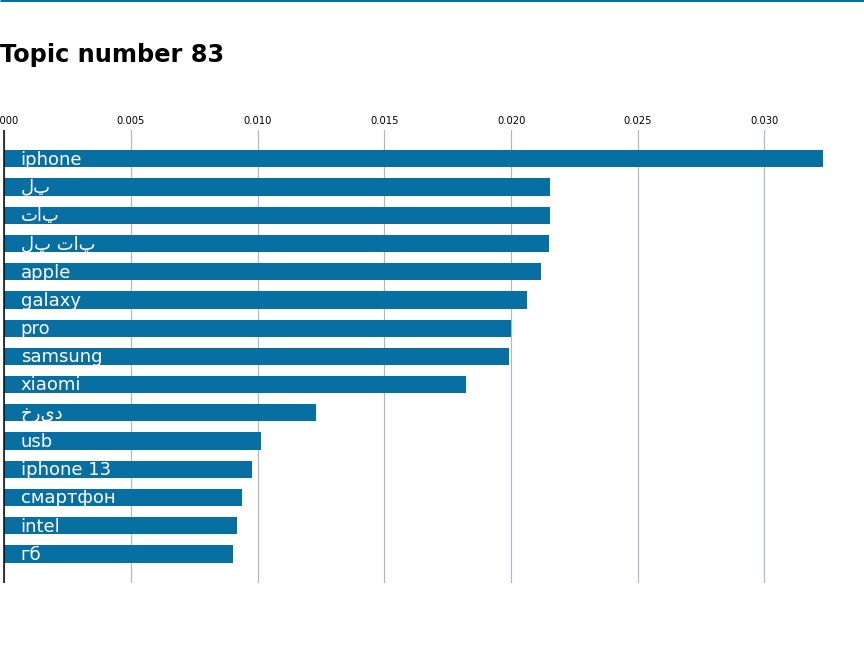 Topic number 83
000 0.005 0.010 0.015 0.020 0.025 0.030
iphone
لپ
تاپ
لپ تاپ
apple
galaxy
pro
samsung
xiaomi
خرید
usb
iphone 13
смартфон
intel
гб